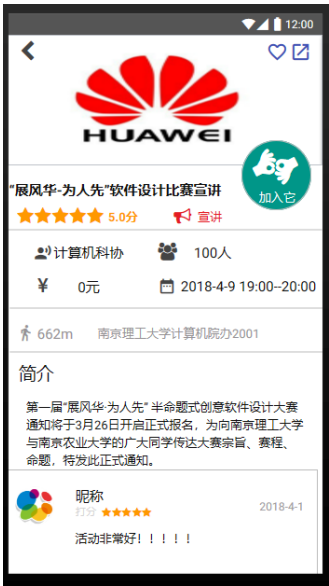 12:00
HUAWEI
"展风华-为人先"软件设计比赛宣讲
加入它
5.0分
宣讲
计算机科协
100人
¥
0元
2018-4-9 19:00--20:00
662m
南京理工大学计算机院办2001
简介
第一届"展风华·为人先" 半命题式创意软件设计大赛
通知将于3月26日开启正式报名，为向南京理工大学
与南京农业大学的广大同学传达大赛宗旨、赛程、
命题，特发此正式通知。
昵称
打分
2018-4-1
活动非常好！！！！！